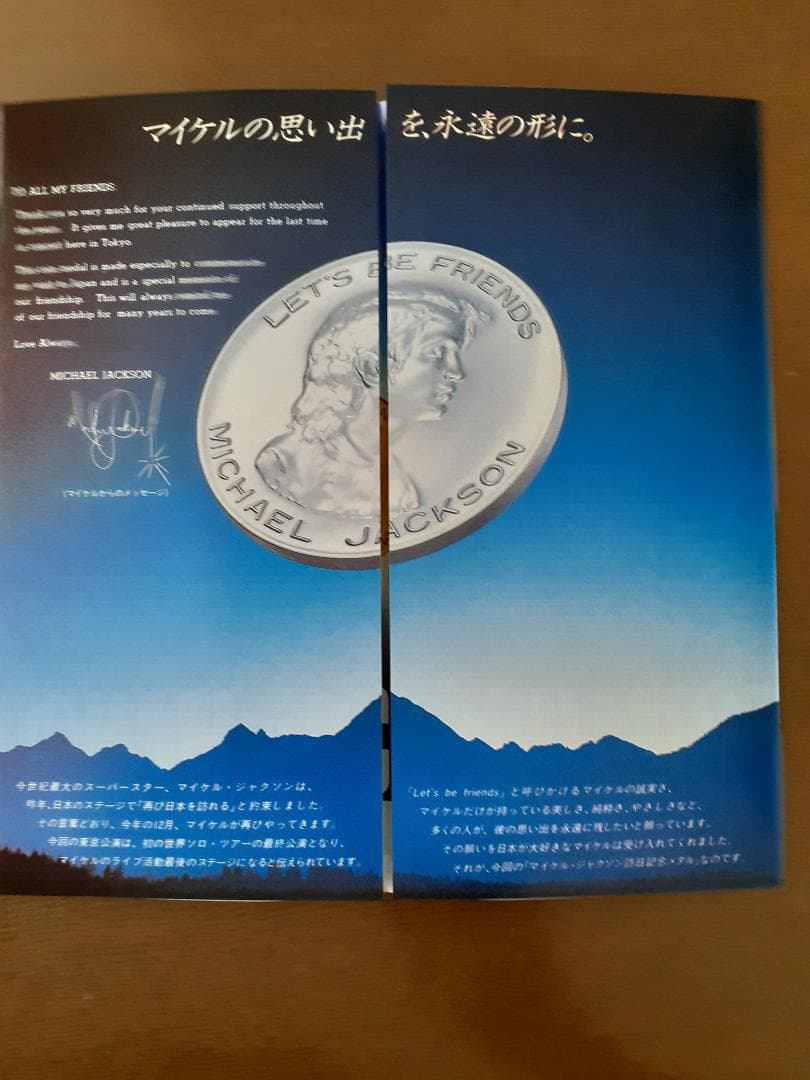 マイケルの思い出を、永遠の形に。
TO ALL MY FRIENDS:
so very much for your continued support throughout
It gives me great pleasure to appear for the last time
here in Tokyo.
medal is made especially to commemorate
Japan and is a special
our friendship. This will always
of our friendship for many years to come.
Love Always,
MICHAEL JACKSON
(マイケルからのメッセージ)
LET'S BE FRIENDS
MICHAEL JACKSON
今世紀最大のスーパースター、マイケル・ジャクソンは、
昨年、日本のステージで「再び日本を訪れる」と約束しました。
その言葉どおり、今年の12月、マイケルが再びやってきます。
今回の東京公演は、初の世界ソロ・ツアーの最終公演となり、
マイケルのライブ活動最後のステージになると伝えられています。
「Let's be friends」と呼びかけるマイケルの誠実さ、
マイケルだけが持っている美しさ、純粋さ、やさしさなど、
多くの人が、彼の思い出を永遠に残したいと願っています。
その願いを日本が大好きなマイケルは受け入れてくれました。
それが、今回の「マイケル・ジャクソン訪日記念メダル」なのです。